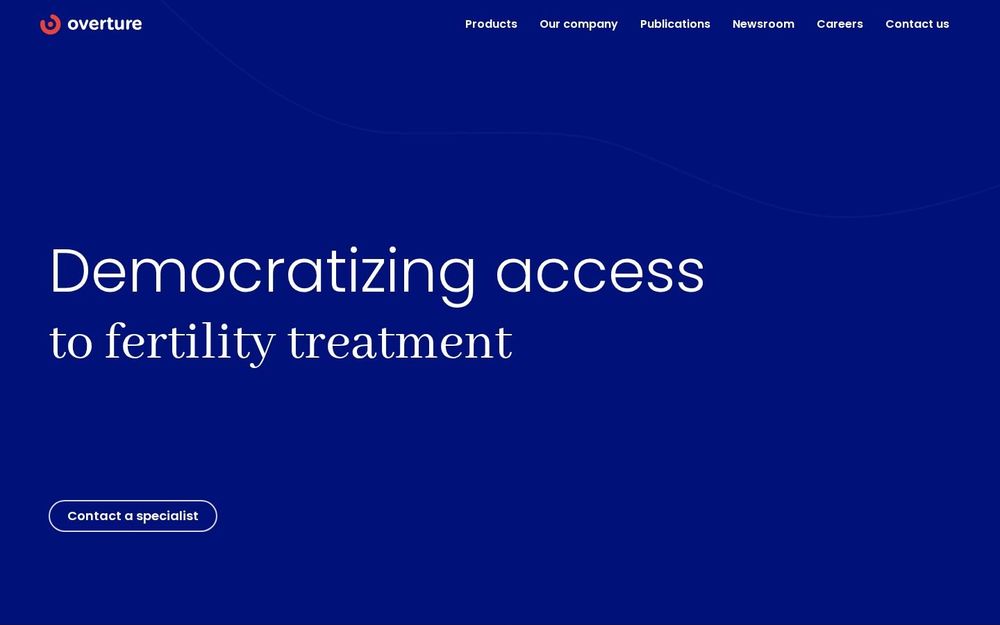 overture
Products
Our company
Publications
Newsroom
Careers
Contact us
Democratizing access
to fertility treatment
Contact a specialist